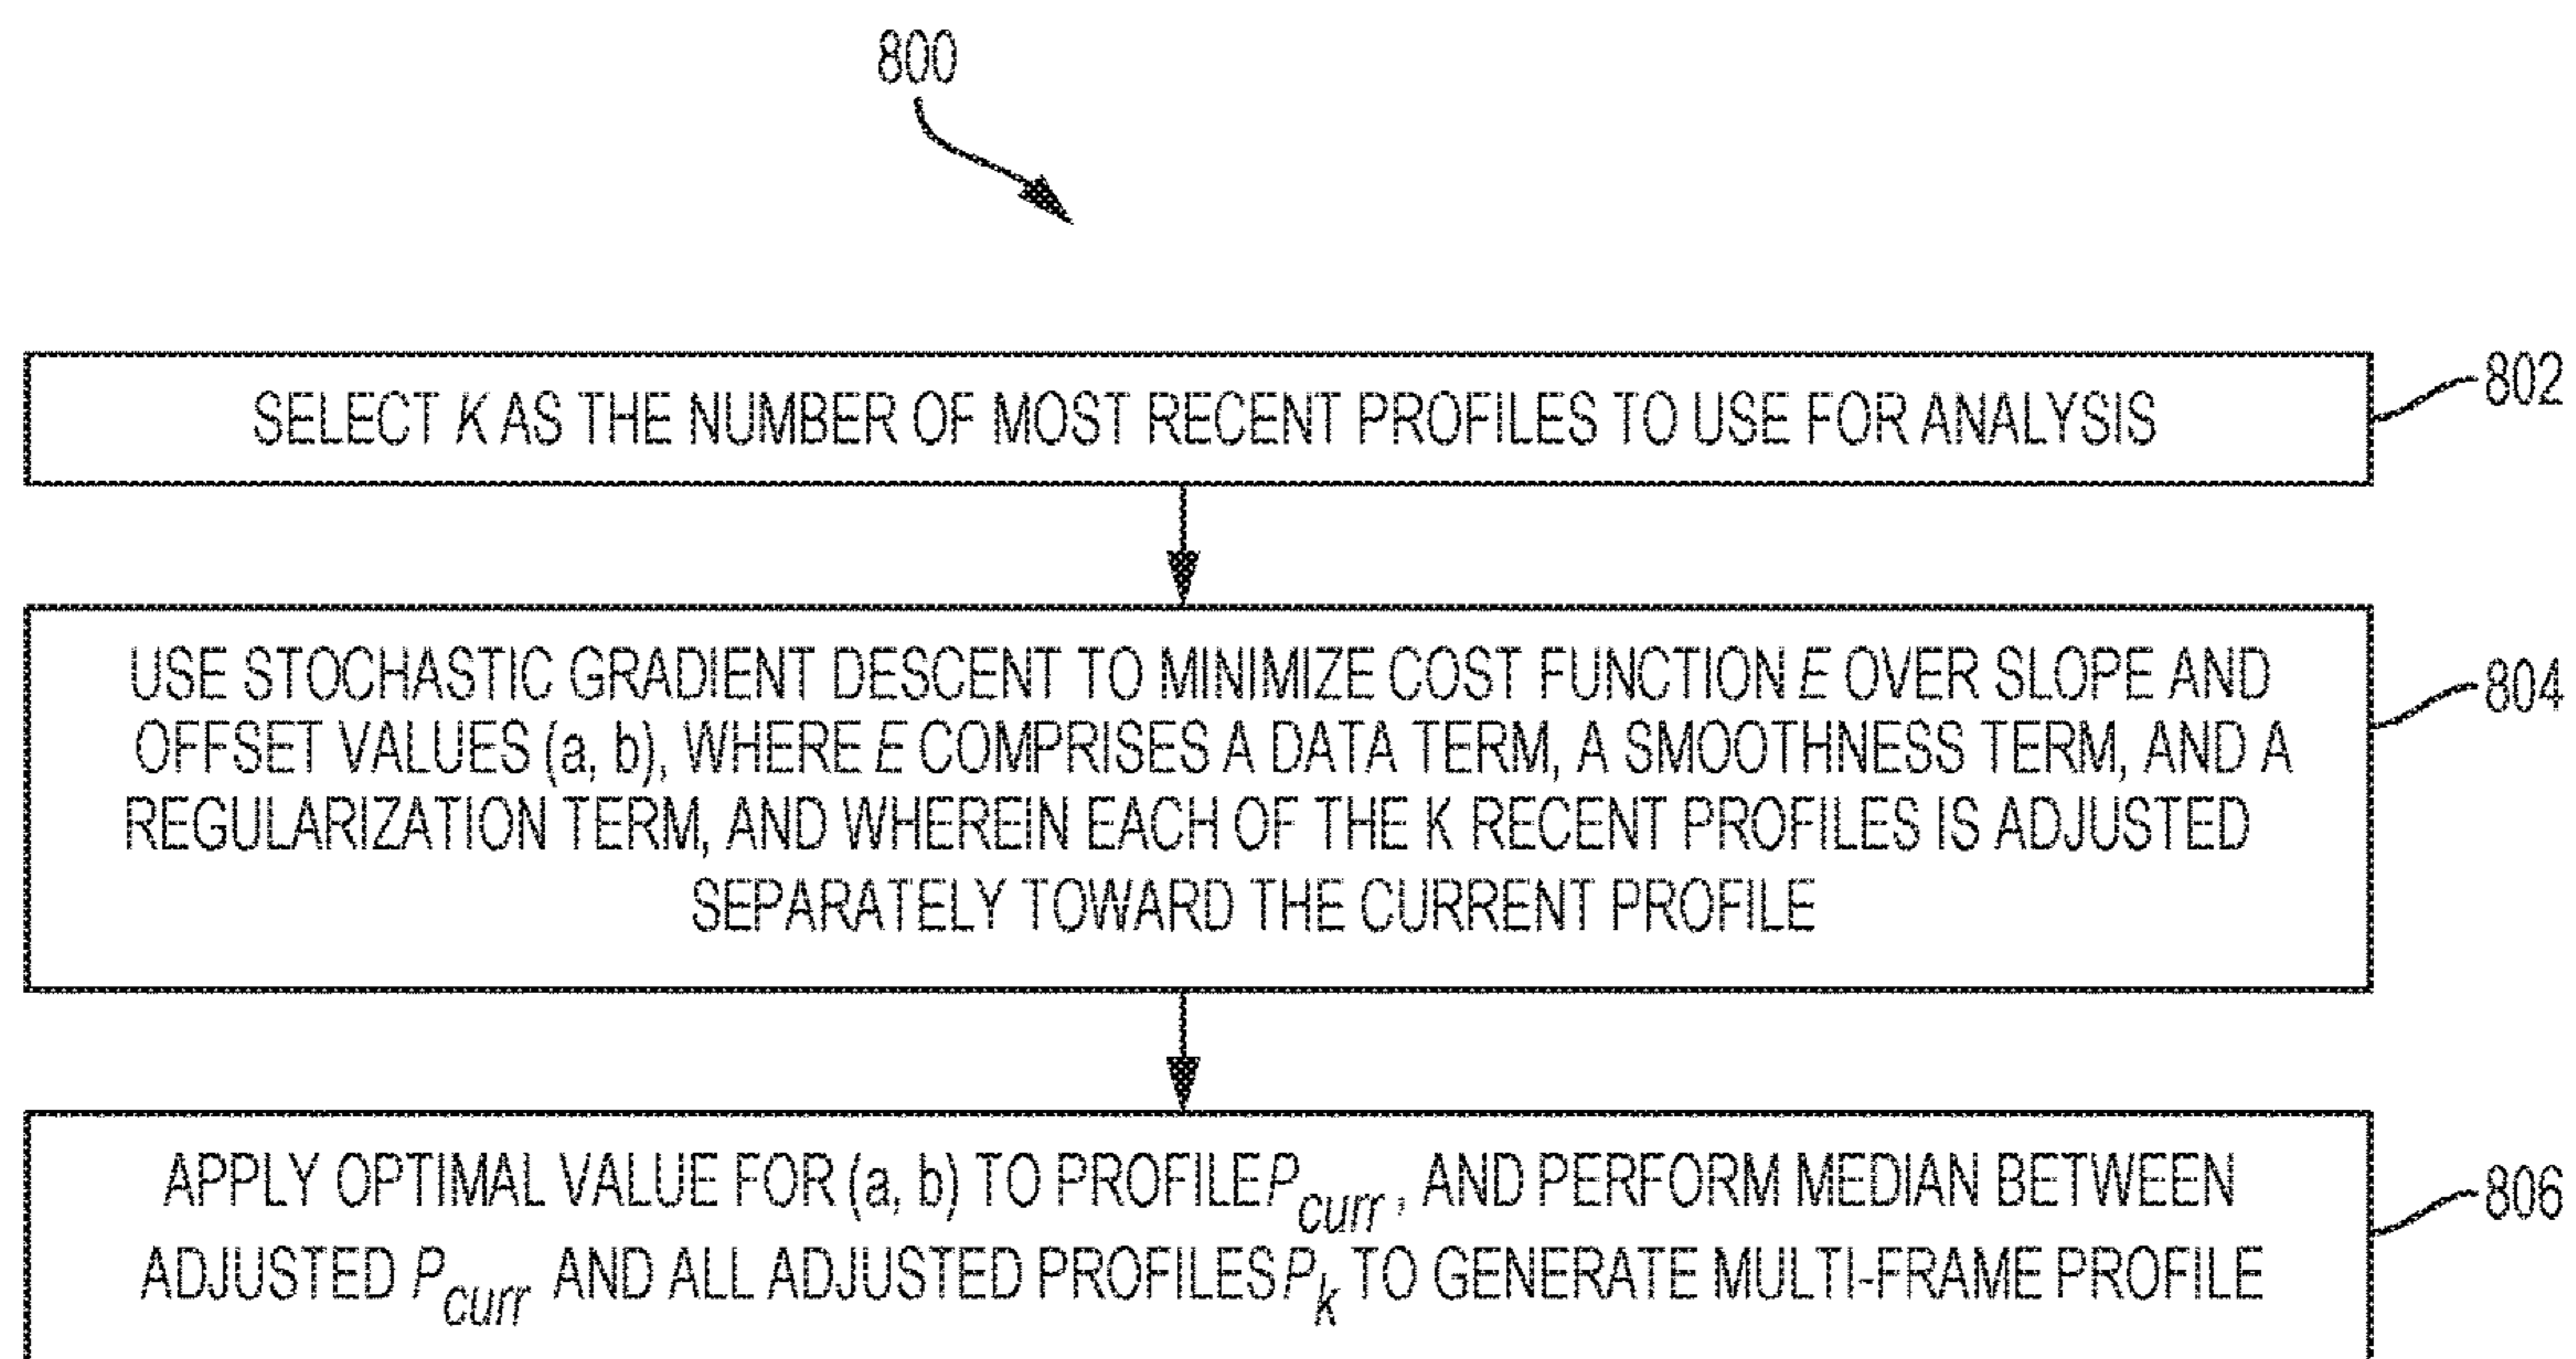 800
SELECT K AS THE NUMBER OF MOST RECENT PROFILES TO USE FOR ANALYSIS
802
USE STOCHASTIC GRADIENT DESCENT TO MINIMIZE COST FUNCTION E OVER SLOPE AND
OFFSET VALUES (a, b), WHERE E COMPRISES A DATA TERM, A SMOOTHNESS TERM, AND A
REGULARIZATION TERM, AND WHEREIN EACH OF THE K RECENT PROFILES IS ADJUSTED
SEPARATELY TOWARD THE CURRENT PROFILE
804
APPLY OPTIMAL VALUE FOR (a, b) TO PROFILE Pcurr, AND PERFORM MEDIAN BETWEEN
ADJUSTED Pcurr AND ALL ADJUSTED PROFILES Pk TO GENERATE MULTI-FRAME PROFILE
806